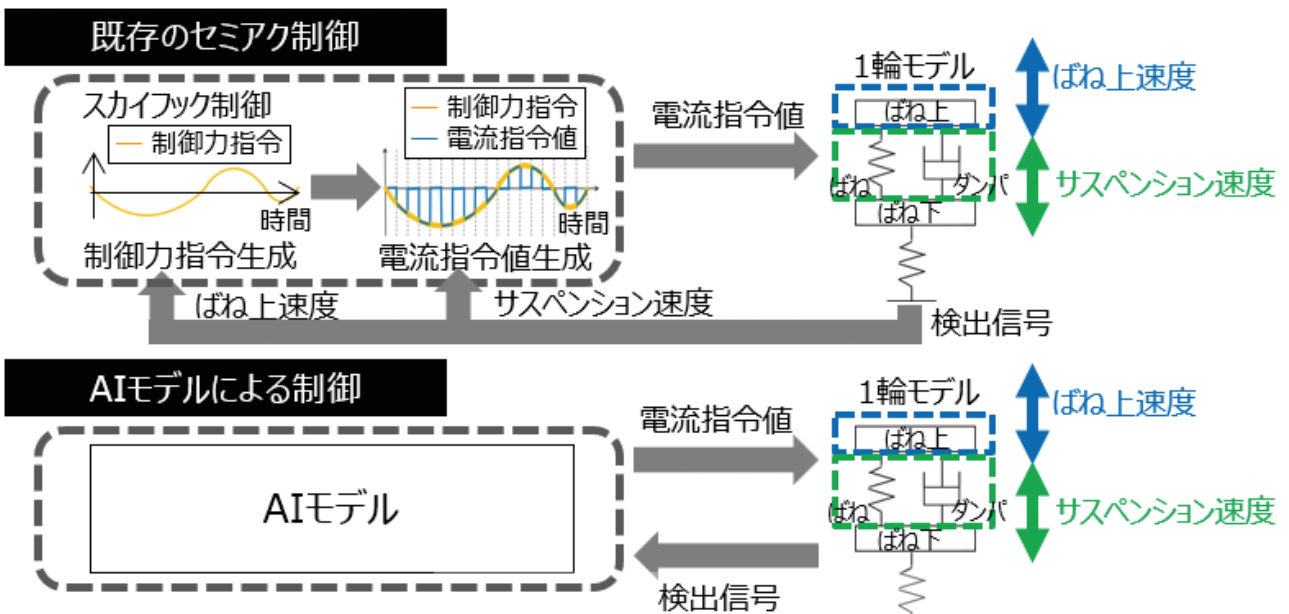 既存のセミアク制御
スカイフック制御
制御力指令
時間
制御力指令生成
制御力指令
電流指令値
時間
電流指令値生成
電流指令値
1輪モデル
ばね上
ばね
ダンパ
ばね下
ばね上速度
サスペンション速度
ばね上速度
サスペンション速度
検出信号
AIモデルによる制御
AIモデル
電流指令値
検出信号
1輪モデル
ばね上
ばね
ダンパ
ばね下
ばね上速度
サスペンション速度